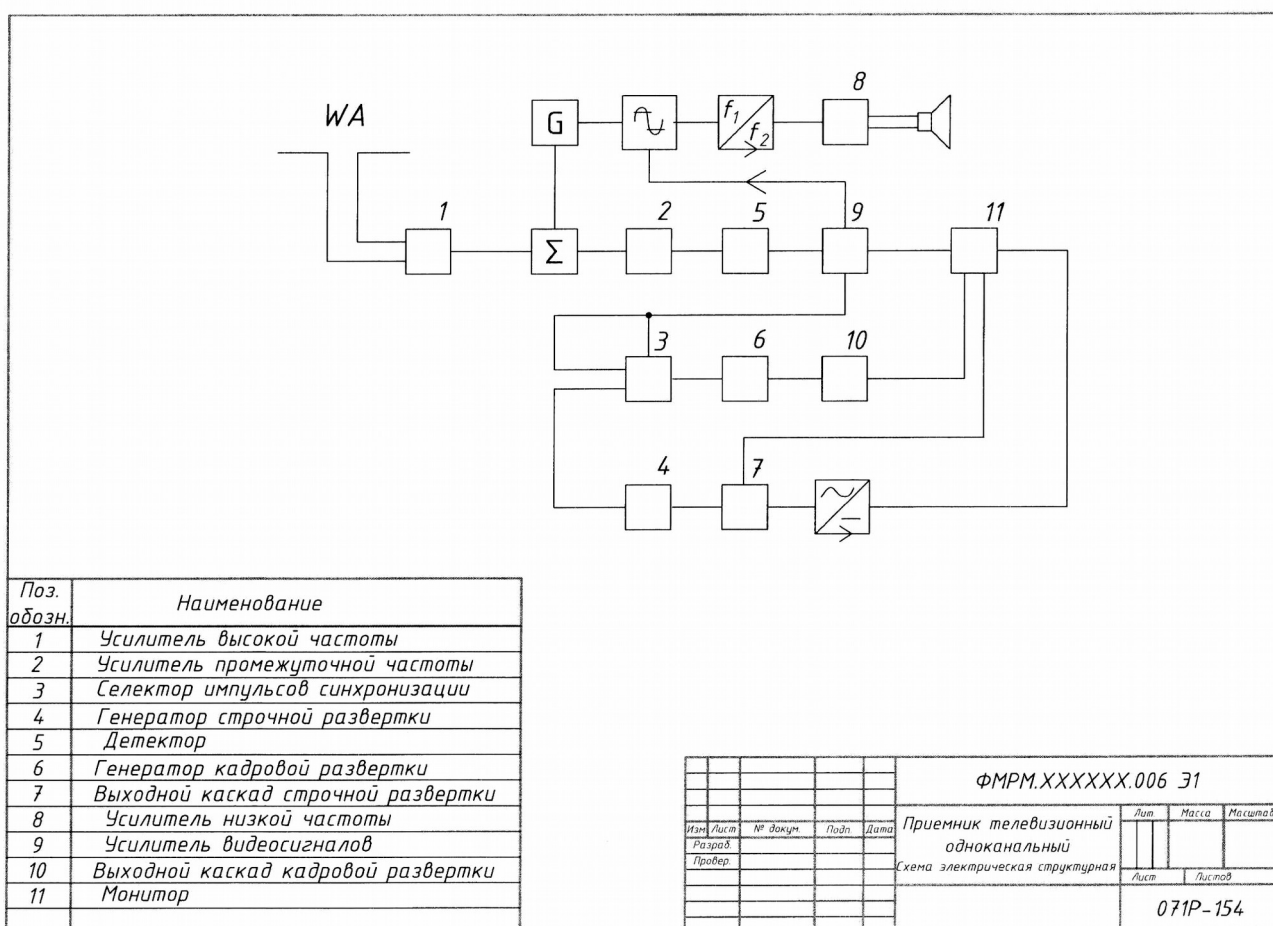 WA
8
G
f₁
f₂
1
2
5
9
11
Σ
3
6
10
4
7
Поз. обозн. Наименование
1 Усилитель высокой частоты
2 Усилитель промежуточной частоты
3 Селектор импульсов синхронизации
4 Генератор строчной развертки
5 Детектор
6 Генератор кадровой развертки
7 Выходной каскад строчной развертки
8 Усилитель низкой частоты
9 Усилитель видеосигналов
10 Выходной каскад кадровой развертки
11 Монитор
ФМРМ.XXXXXX.006 Э1
Изм. Лист № докум. Подп. Дата
Разраб.
Провер.
Приемник телевизионный
одноканальный
Схема электрическая структурная
Лит. Масса Масштаб
Лист Листов
071Р-154